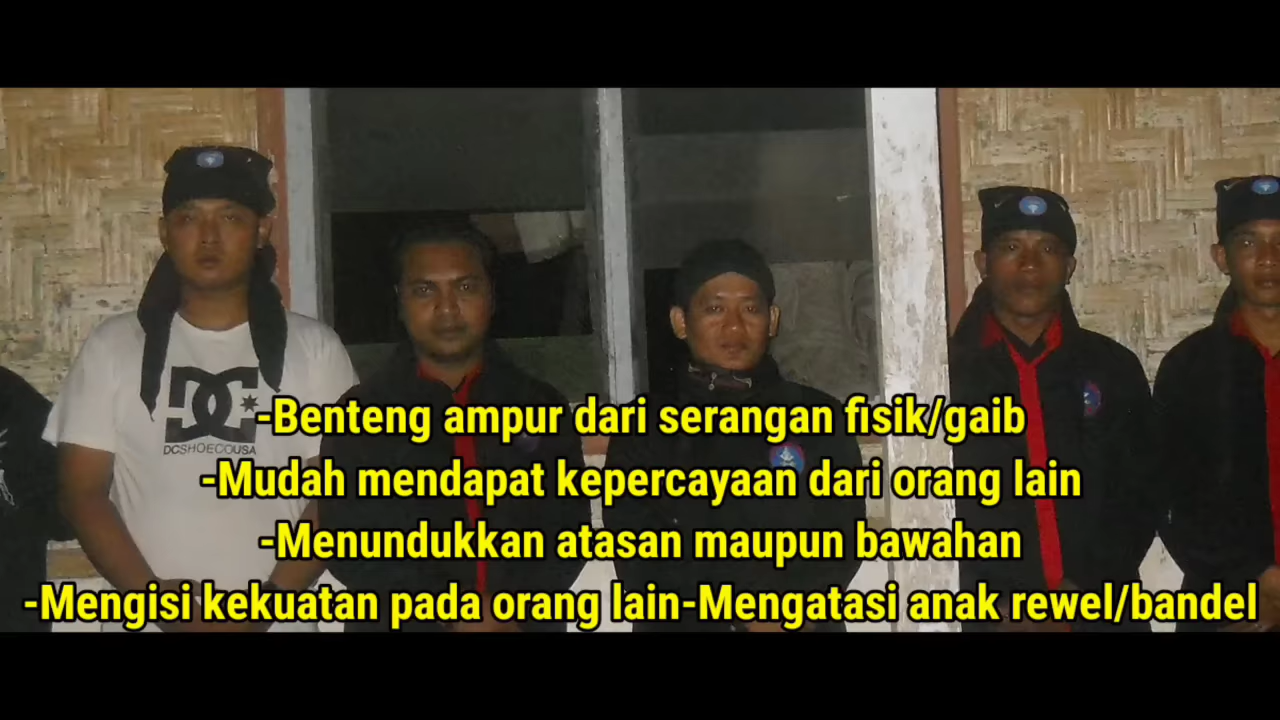 DCSHOECOUSA
-Benteng ampur dari serangan fisik/gaib
-Mudah mendapat kepercayaan dari orang lain
-Menundukkan atasan maupun bawahan
-Mengisi kekuatan pada orang lain-Mengatasi anak rewel/bandel